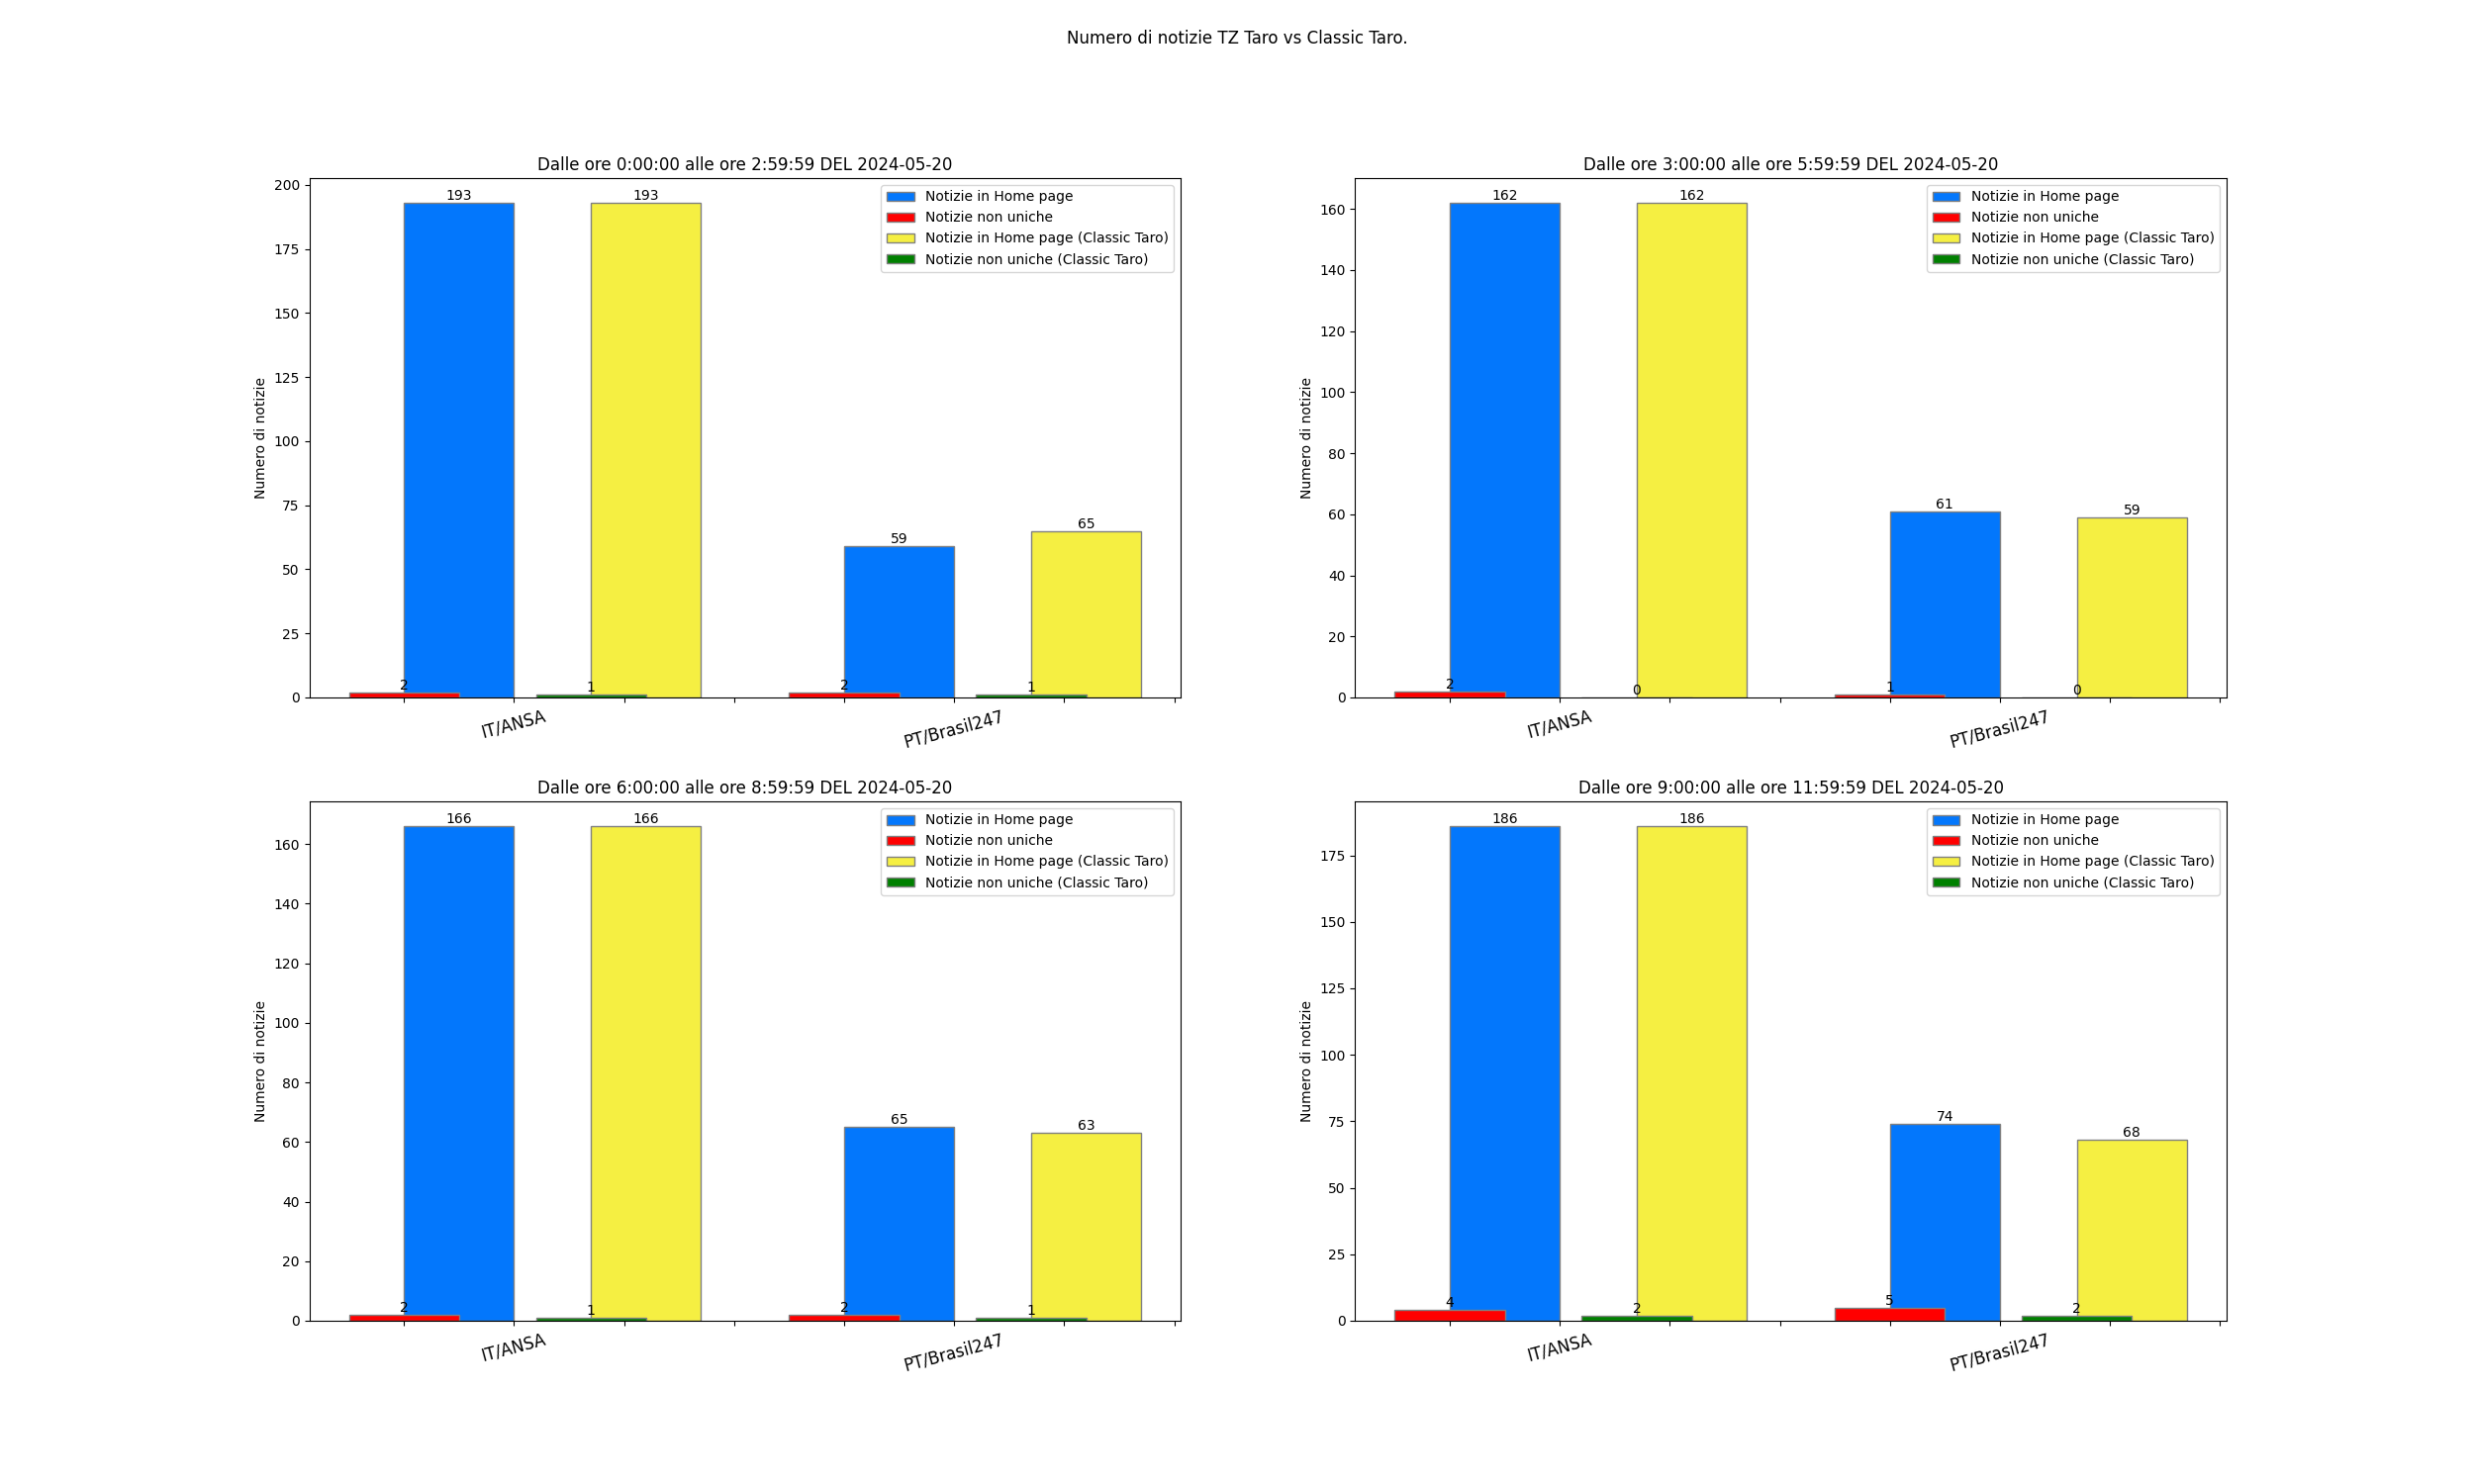 Numero di notizie TZ Taro vs Classic Taro.
Dalle ore 0:00:00 alle ore 2:59:59 DEL 2024-05-20
Numero di notizie
200
175
150
125
100
75
50
25
0
193
193
59
65
2
1
2
1
Notizie in Home page
Notizie non uniche
Notizie in Home page (Classic Taro)
Notizie non uniche (Classic Taro)
IT/ANSA
PT/Brasil247
Dalle ore 3:00:00 alle ore 5:59:59 DEL 2024-05-20
Numero di notizie
160
140
120
100
80
60
40
20
0
162
162
61
59
2
0
1
0
Notizie in Home page
Notizie non uniche
Notizie in Home page (Classic Taro)
Notizie non uniche (Classic Taro)
IT/ANSA
PT/Brasil247
Dalle ore 6:00:00 alle ore 8:59:59 DEL 2024-05-20
Numero di notizie
160
140
120
100
80
60
40
20
0
166
166
65
63
2
1
2
1
Notizie in Home page
Notizie non uniche
Notizie in Home page (Classic Taro)
Notizie non uniche (Classic Taro)
IT/ANSA
PT/Brasil247
Dalle ore 9:00:00 alle ore 11:59:59 DEL 2024-05-20
Numero di notizie
175
150
125
100
75
50
25
0
186
186
74
68
4
2
5
2
Notizie in Home page
Notizie non uniche
Notizie in Home page (Classic Taro)
Notizie non uniche (Classic Taro)
IT/ANSA
PT/Brasil247